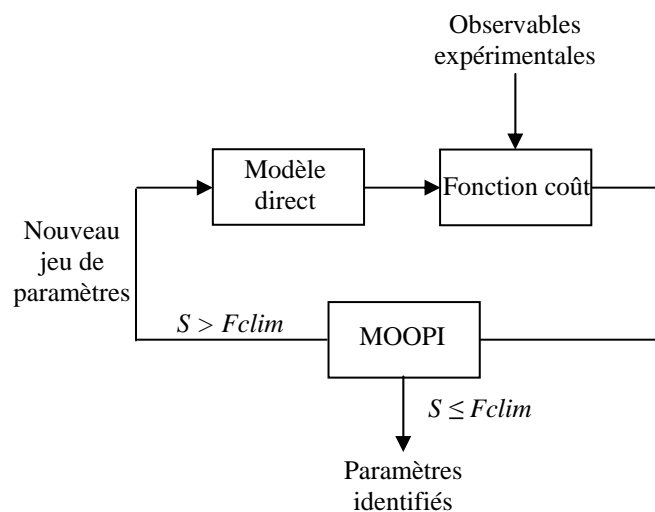 Observables
expérimentales
Modèle
direct
Fonction coût
Nouveau
jeu de
paramètres
S > Fclim
MOOPI
S ≤ Fclim
Paramètres
identifiés